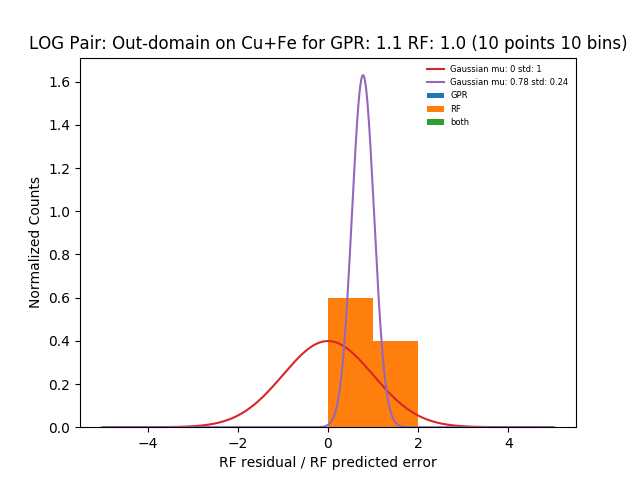 LOG Pair: Out-domain on Cu+Fe for GPR: 1.1 RF: 1.0 (10 points 10 bins)
Gaussian mu: 0 std: 1
Gaussian mu: 0.78 std: 0.24
GPR
RF
both
1.6
1.4
1.2
1.0
0.8
0.6
0.4
0.2
0.0
Normalized Counts
−4
−2
0
2
4
RF residual / RF predicted error